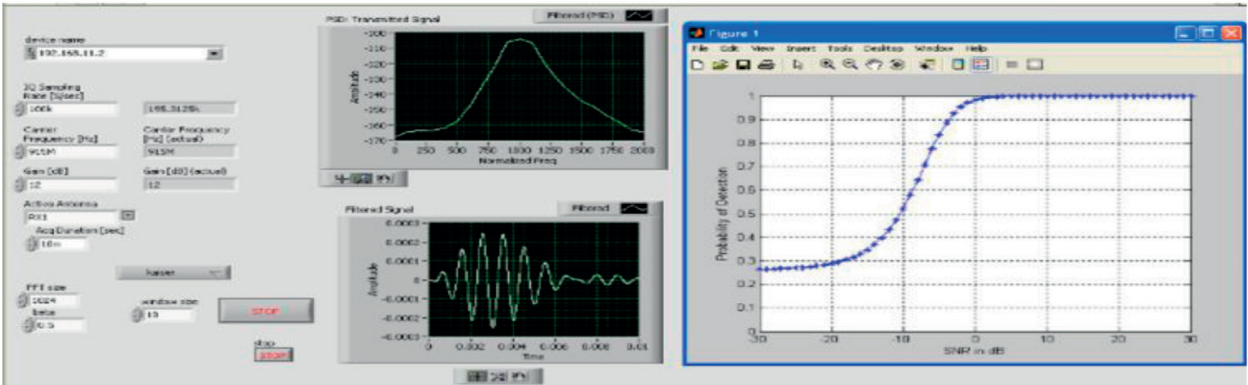 device name
192.168.11.2
IQ Sampling
Rate [S/sec]
100k
195.3125k
Carrier
Frequency [Hz]
915M
Carrier Frequency
[Hz] (actual)
915M
Gain [dB]
12
Gain [dB] (actual)
12
Active Antenna
RX1
Acq Duration [sec]
10m
kaiser
FFT size
1024
beta
0.5
window size
10
STOP
stop
STOP
PSD: Transmitted Signal
Filtered (PSD)
Amplitude
-100
-110
-120
-130
-140
-150
-160
-170
0 250 500 750 1000 1250 1500 1750 2000
Normalized Freq
Filtered Signal
Filtered
Amplitude
0.0003
0.0001
0
-0.0001
-0.0003
0 0.002 0.004 0.006 0.008 0.01
Time
Figure 1
File Edit View Insert Tools Desktop Window Help
Probability of Detection
1
0.9
0.8
0.7
0.6
0.5
0.4
0.3
0.2
0.1
0
-30 -20 -10 0 10 20 30
SNR in dB